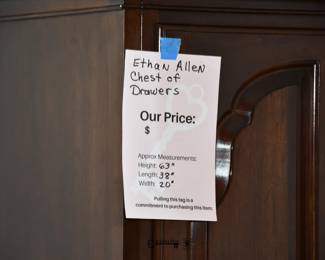 Ethan Allen
Chest of
Drawers
Our Price:
$
Approx Measurements:
Height: 63"
Length: 38"
Width: 20"
Pulling this tag is a
commitment to purchasing this item.